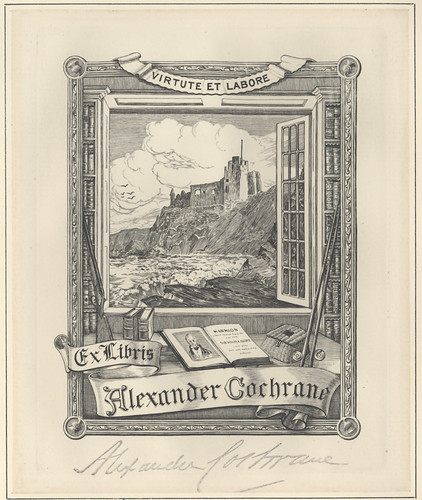 VIRTUTE ET LABORE
MARMION
Ex Libris
Alexander Cochrane
Alexander Cochrane